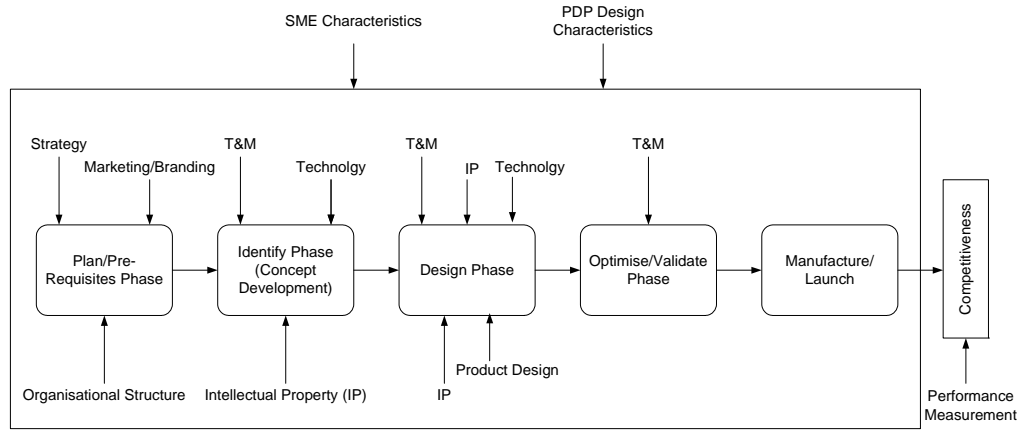 SME Characteristics
PDP Design
Characteristics
Strategy
Marketing/Branding
T&M
Technolgy
T&M
IP
Technolgy
T&M
Plan/Pre-
Requisites Phase
Identify Phase
(Concept
Development)
Design Phase
Optimise/Validate
Phase
Manufacture/
Launch
Competitiveness
Organisational Structure
Intellectual Property (IP)
IP
Product Design
Performance
Measurement